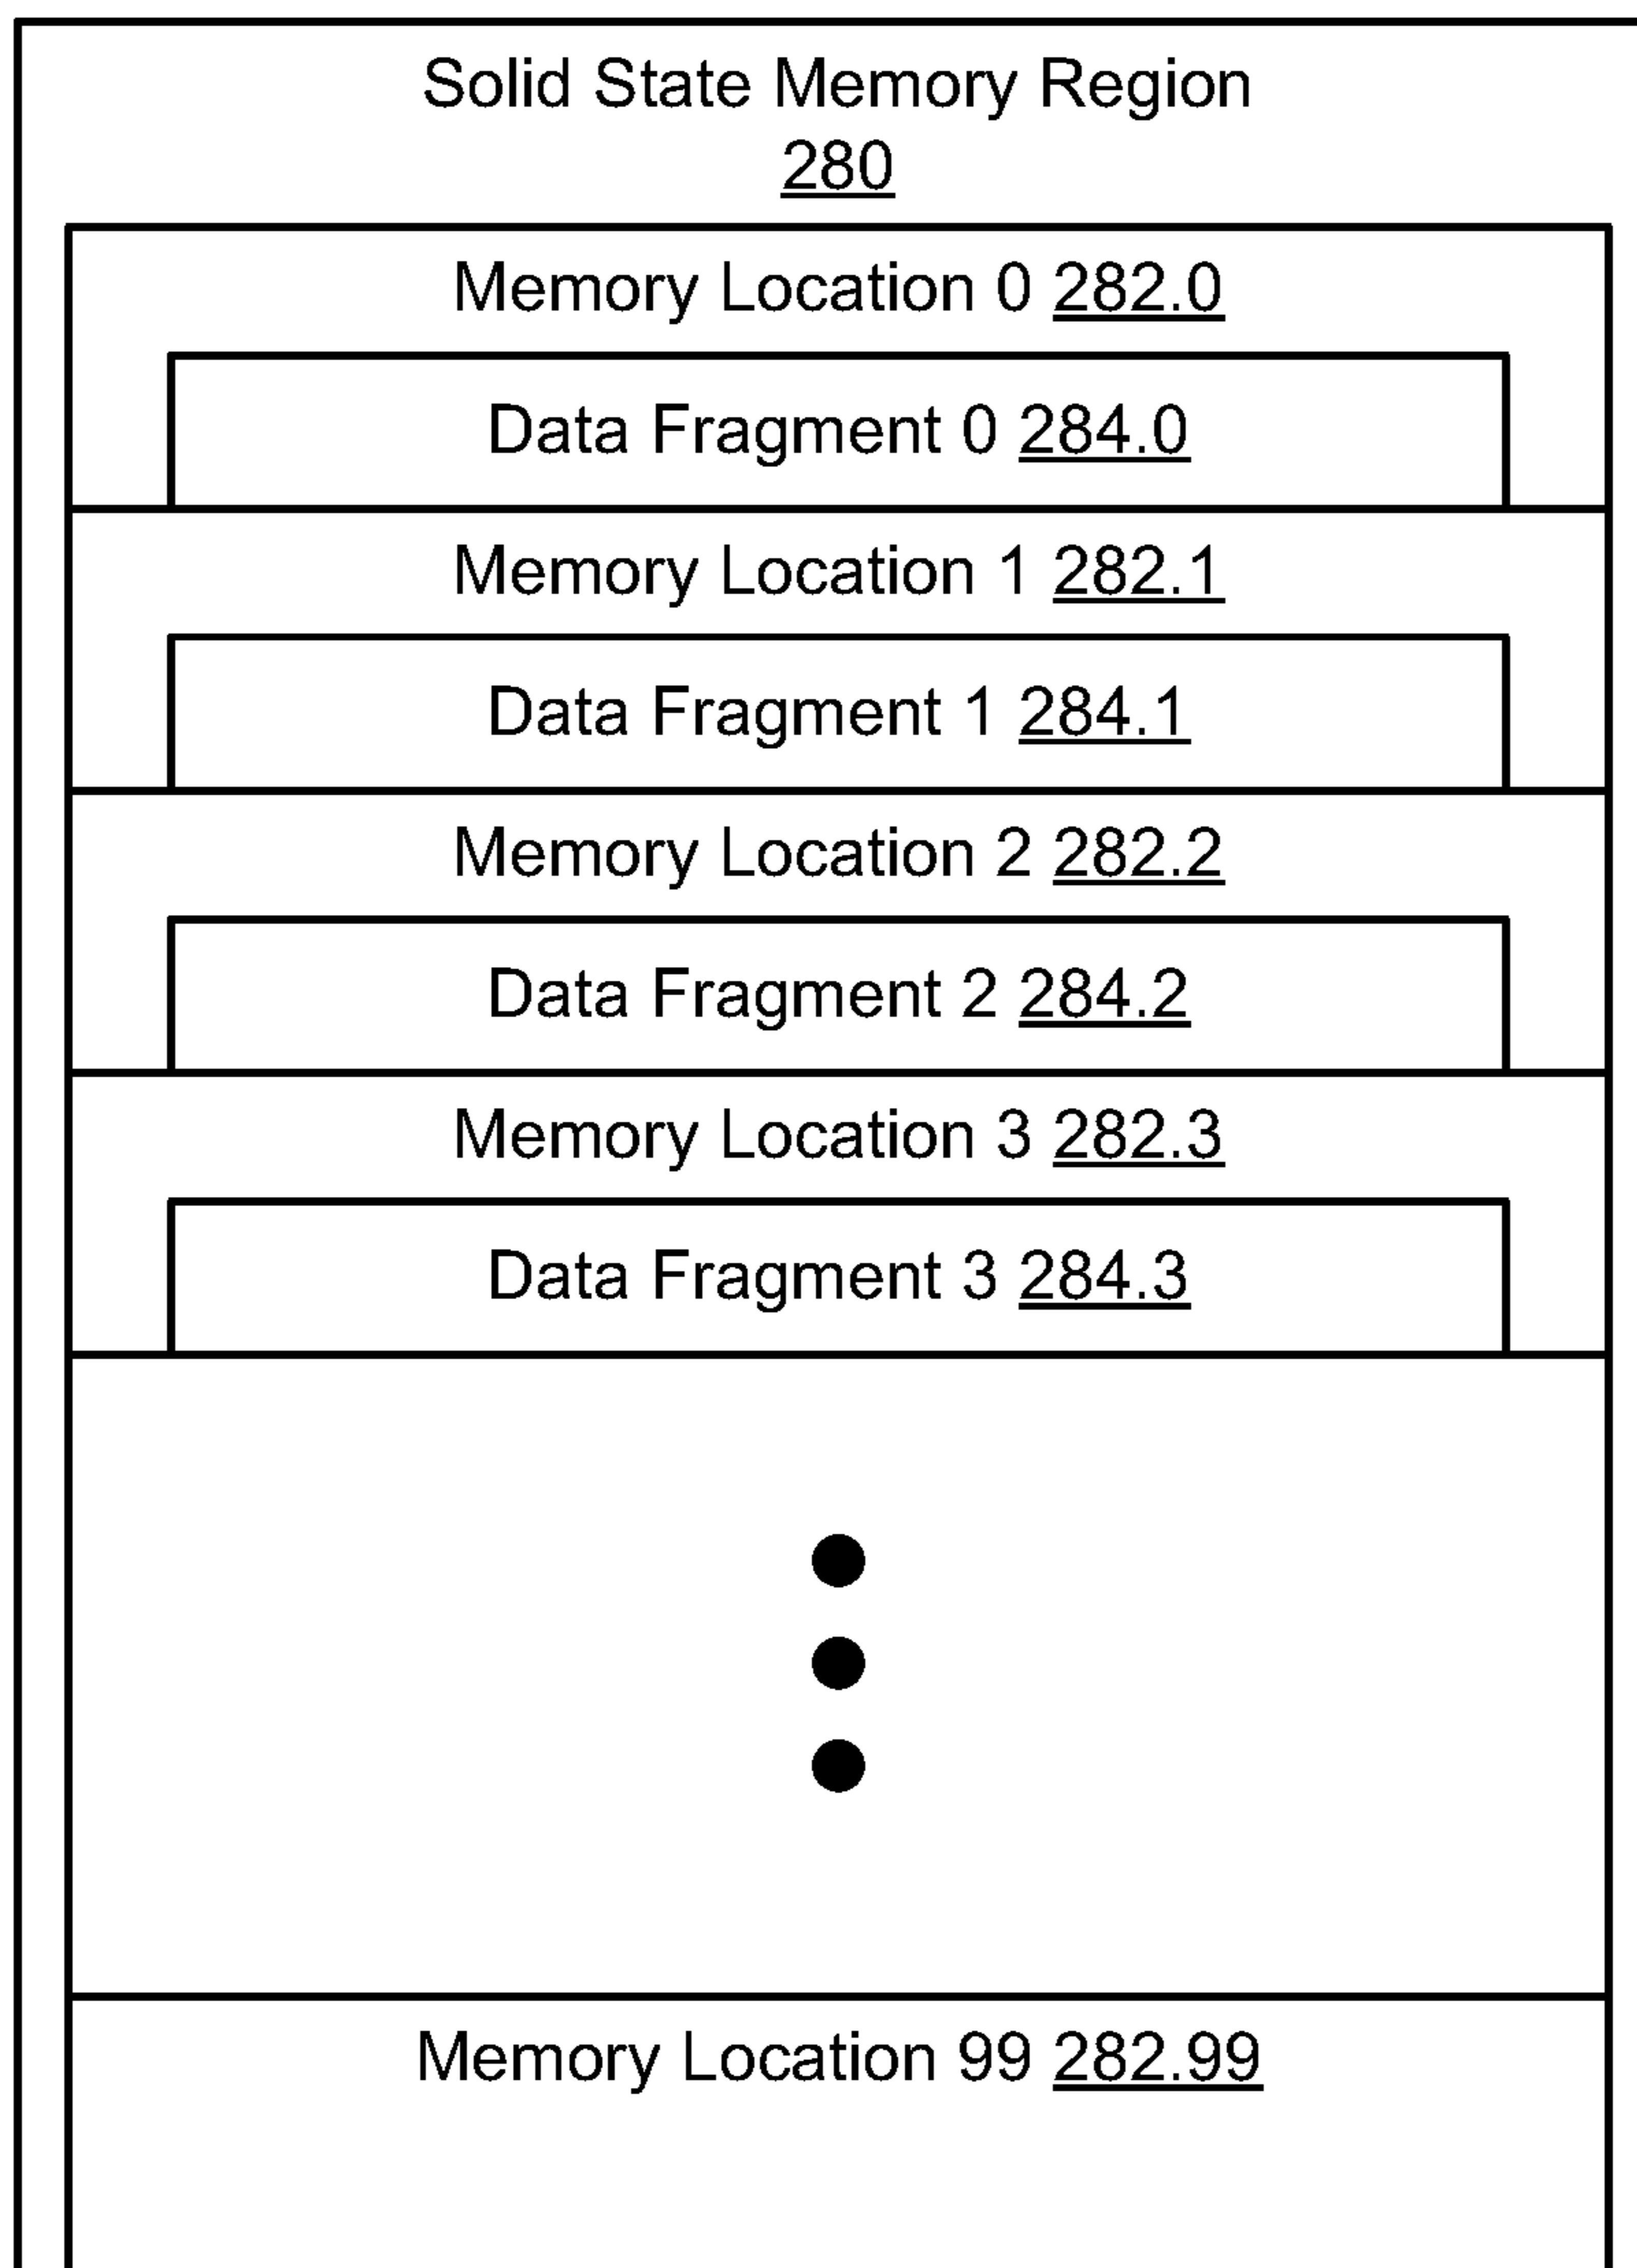 Solid State Memory Region
280
Memory Location 0 282.0
Data Fragment 0 284.0
Memory Location 1 282.1
Data Fragment 1 284.1
Memory Location 2 282.2
Data Fragment 2 284.2
Memory Location 3 282.3
Data Fragment 3 284.3
Memory Location 99 282.99